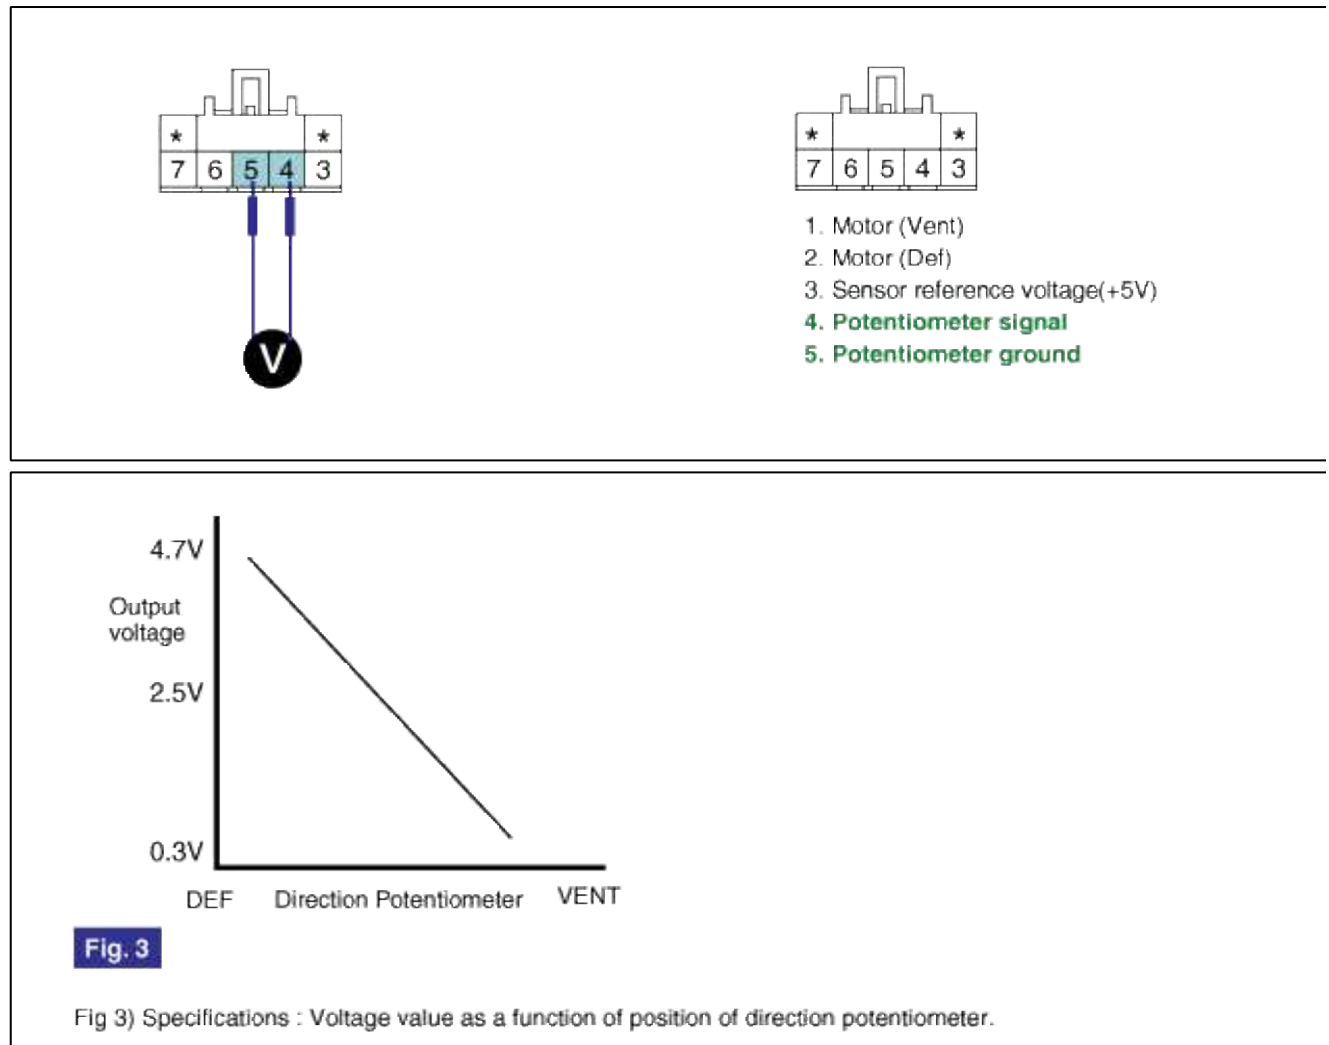 * *
7 6 5 4 3
V
* *
7 6 5 4 3
1. Motor (Vent)
2. Motor (Def)
3. Sensor reference voltage(+5V)
4. Potentiometer signal
5. Potentiometer ground
4.7V
Output
voltage
2.5V
0.3V
DEF Direction Potentiometer VENT
Fig. 3
Fig 3) Specifications : Voltage value as a function of position of direction potentiometer.